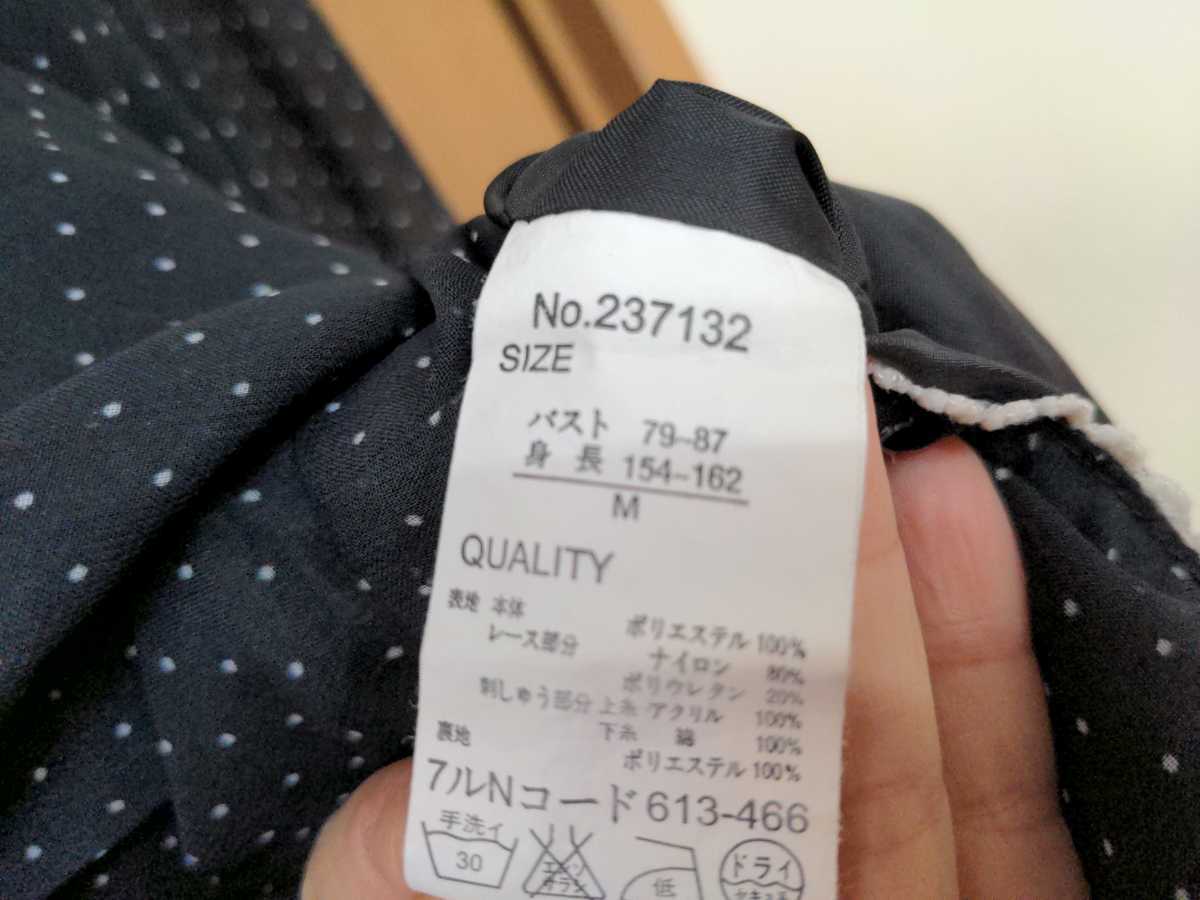 No.237132
SIZE
バスト 79~87
身長 154~162
M
QUALITY
表地 本体 ポリエステル 100%
レース部分 ナイロン 80%
ポリウレタン 20%
刺しゅう部分 上糸 アクリル 100%
下糸 綿 100%
裏地 ポリエステル 100%
7ルNコード613-466
手洗イ
30
低
ドライ